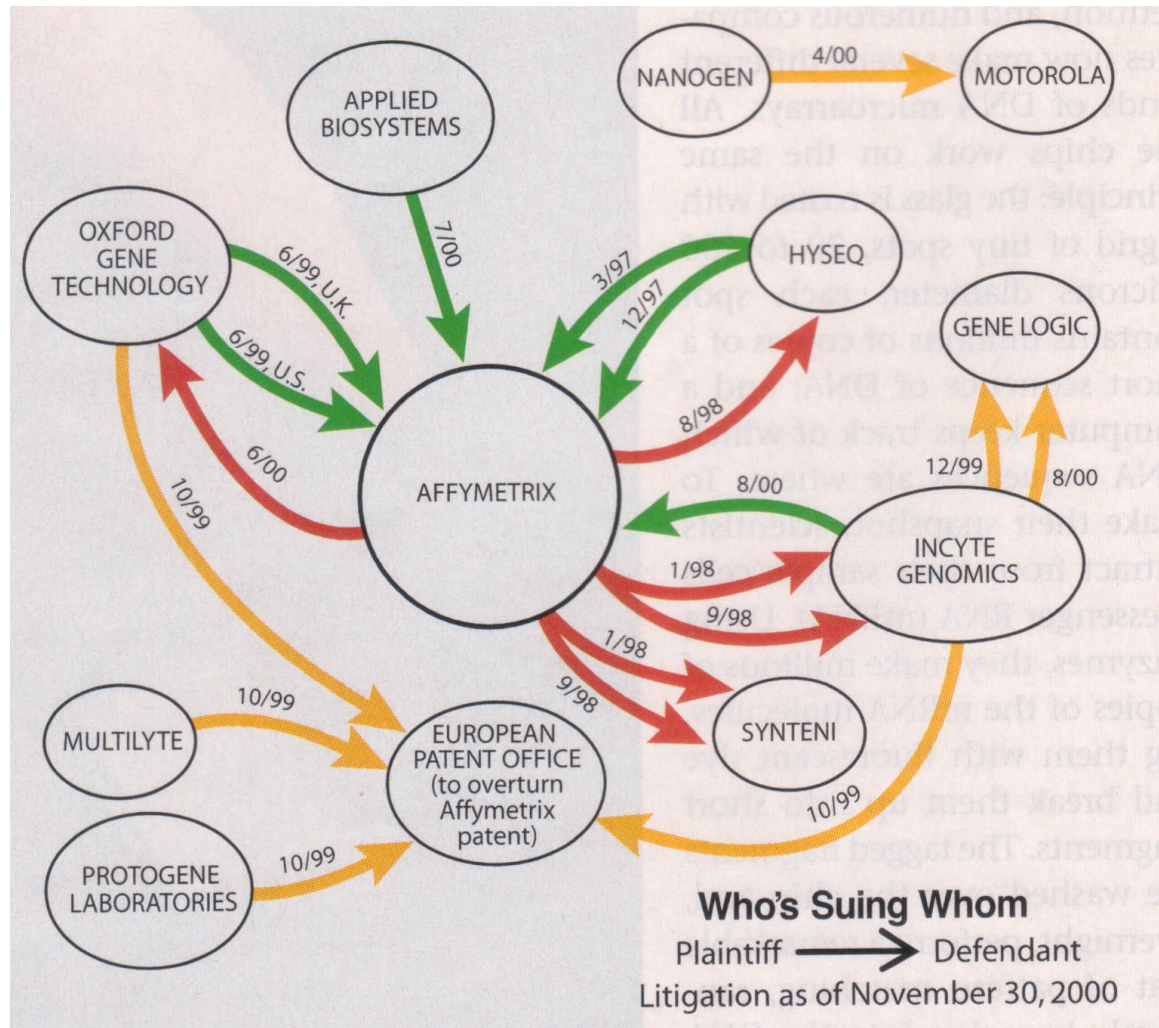 NANOGEN
4/00
MOTOROLA
APPLIED
BIOSYSTEMS
7/00
OXFORD
GENE
TECHNOLOGY
6/99, U.K.
6/99, U.S.
6/00
10/99
3/97
12/97
HYSEQ
8/98
GENE LOGIC
12/99
8/00
AFFYMETRIX
8/00
INCYTE
GENOMICS
1/98
9/98
1/98
9/98
SYNTENI
10/99
MULTILYTE
10/99
EUROPEAN
PATENT OFFICE
(to overturn
Affymetrix
patent)
PROTOGENE
LABORATORIES
10/99
Who's Suing Whom
Plaintiff
Defendant
Litigation as of November 30, 2000